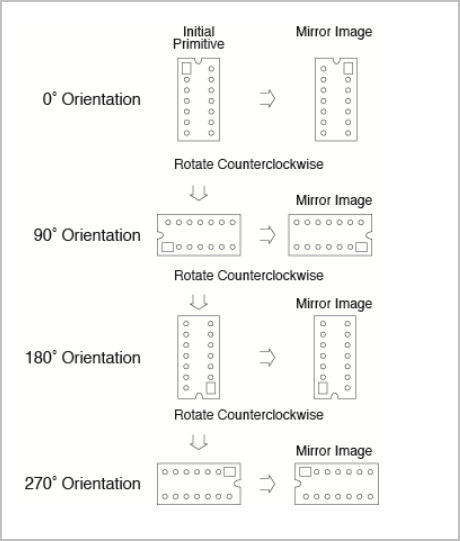 Initial
Primitive
Mirror Image
0° Orientation
Rotate Counterclockwise
Mirror Image
90° Orientation
Rotate Counterclockwise
Mirror Image
180° Orientation
Rotate Counterclockwise
Mirror Image
270° Orientation